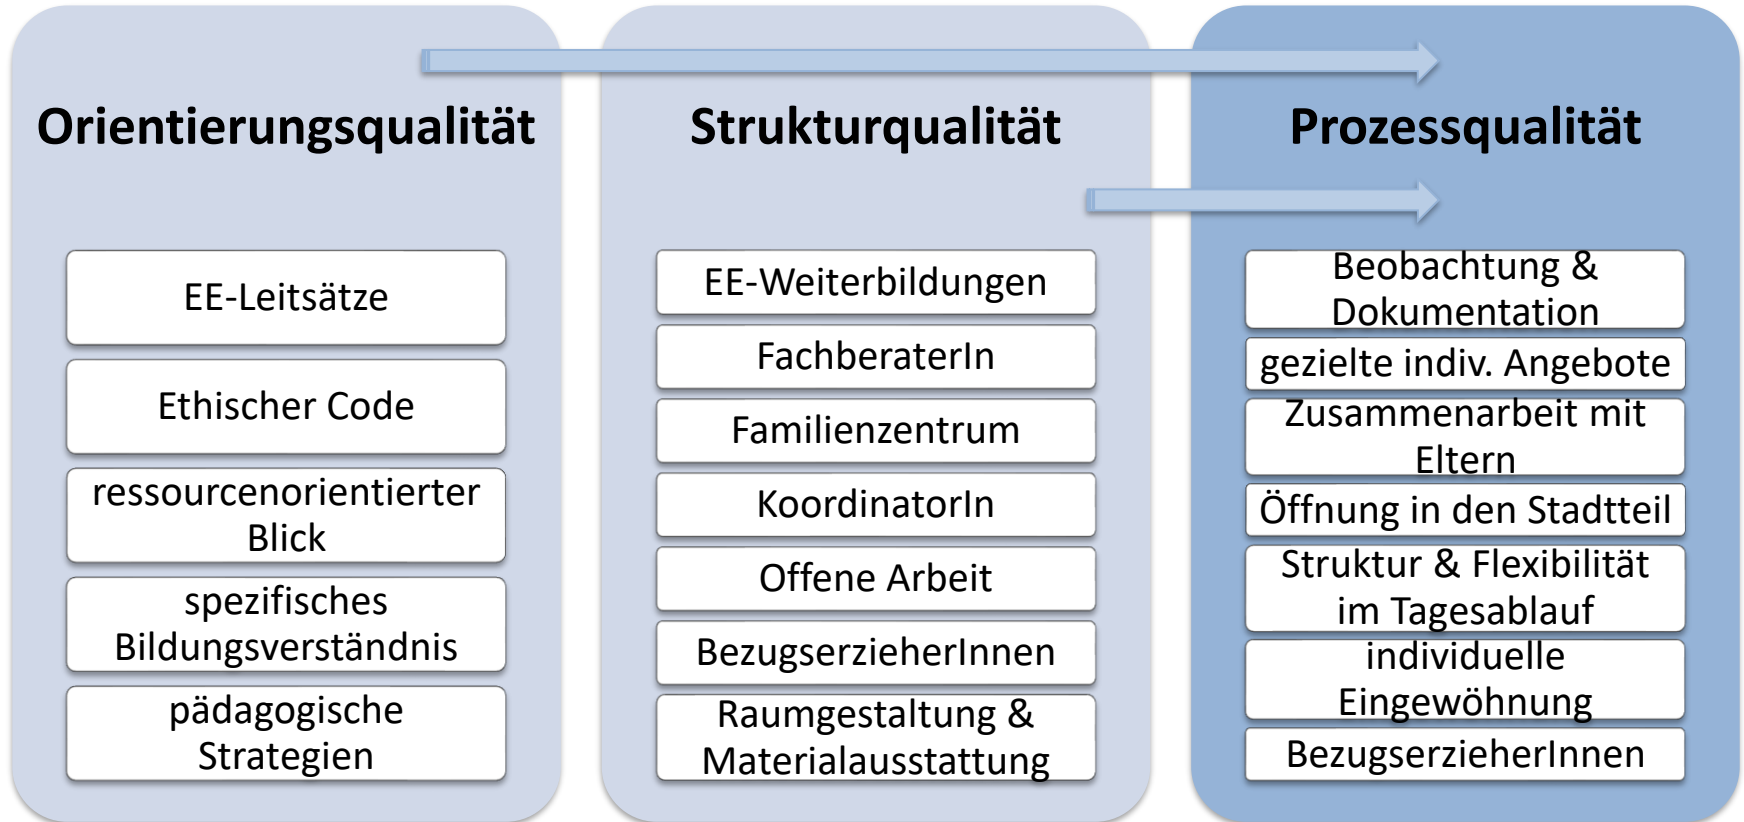 Orientierungsqualität
EE-Leitsätze
Ethischer Code
ressourcenorientierter
Blick
spezifisches
Bildungsverständnis
pädagogische
Strategien
Strukturqualität
EE-Weiterbildungen
FachberaterIn
Familienzentrum
KoordinatorIn
Offene Arbeit
BezugserzieherInnen
Raumgestaltung &
Materialausstattung
Prozessqualität
Beobachtung &
Dokumentation
gezielte indiv. Angebote
Zusammenarbeit mit
Eltern
Öffnung in den Stadtteil
Struktur & Flexibilität
im Tagesablauf
individuelle
Eingewöhnung
BezugserzieherInnen